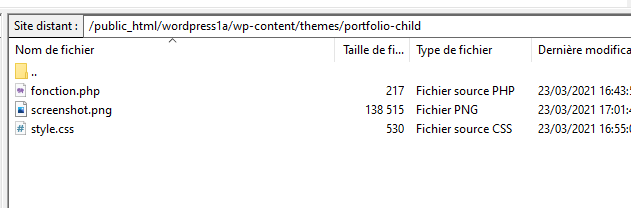 Site distant : /public_html/wordpress1a/wp-content/themes/portfolio-child
Nom de fichier Taille de fi... Type de fichier Dernière modifica
..
fonction.php 217 Fichier source PHP 23/03/2021 16:43:5
screenshot.png 138 515 Fichier PNG 23/03/2021 17:01:4
style.css 530 Fichier source CSS 23/03/2021 16:55:0